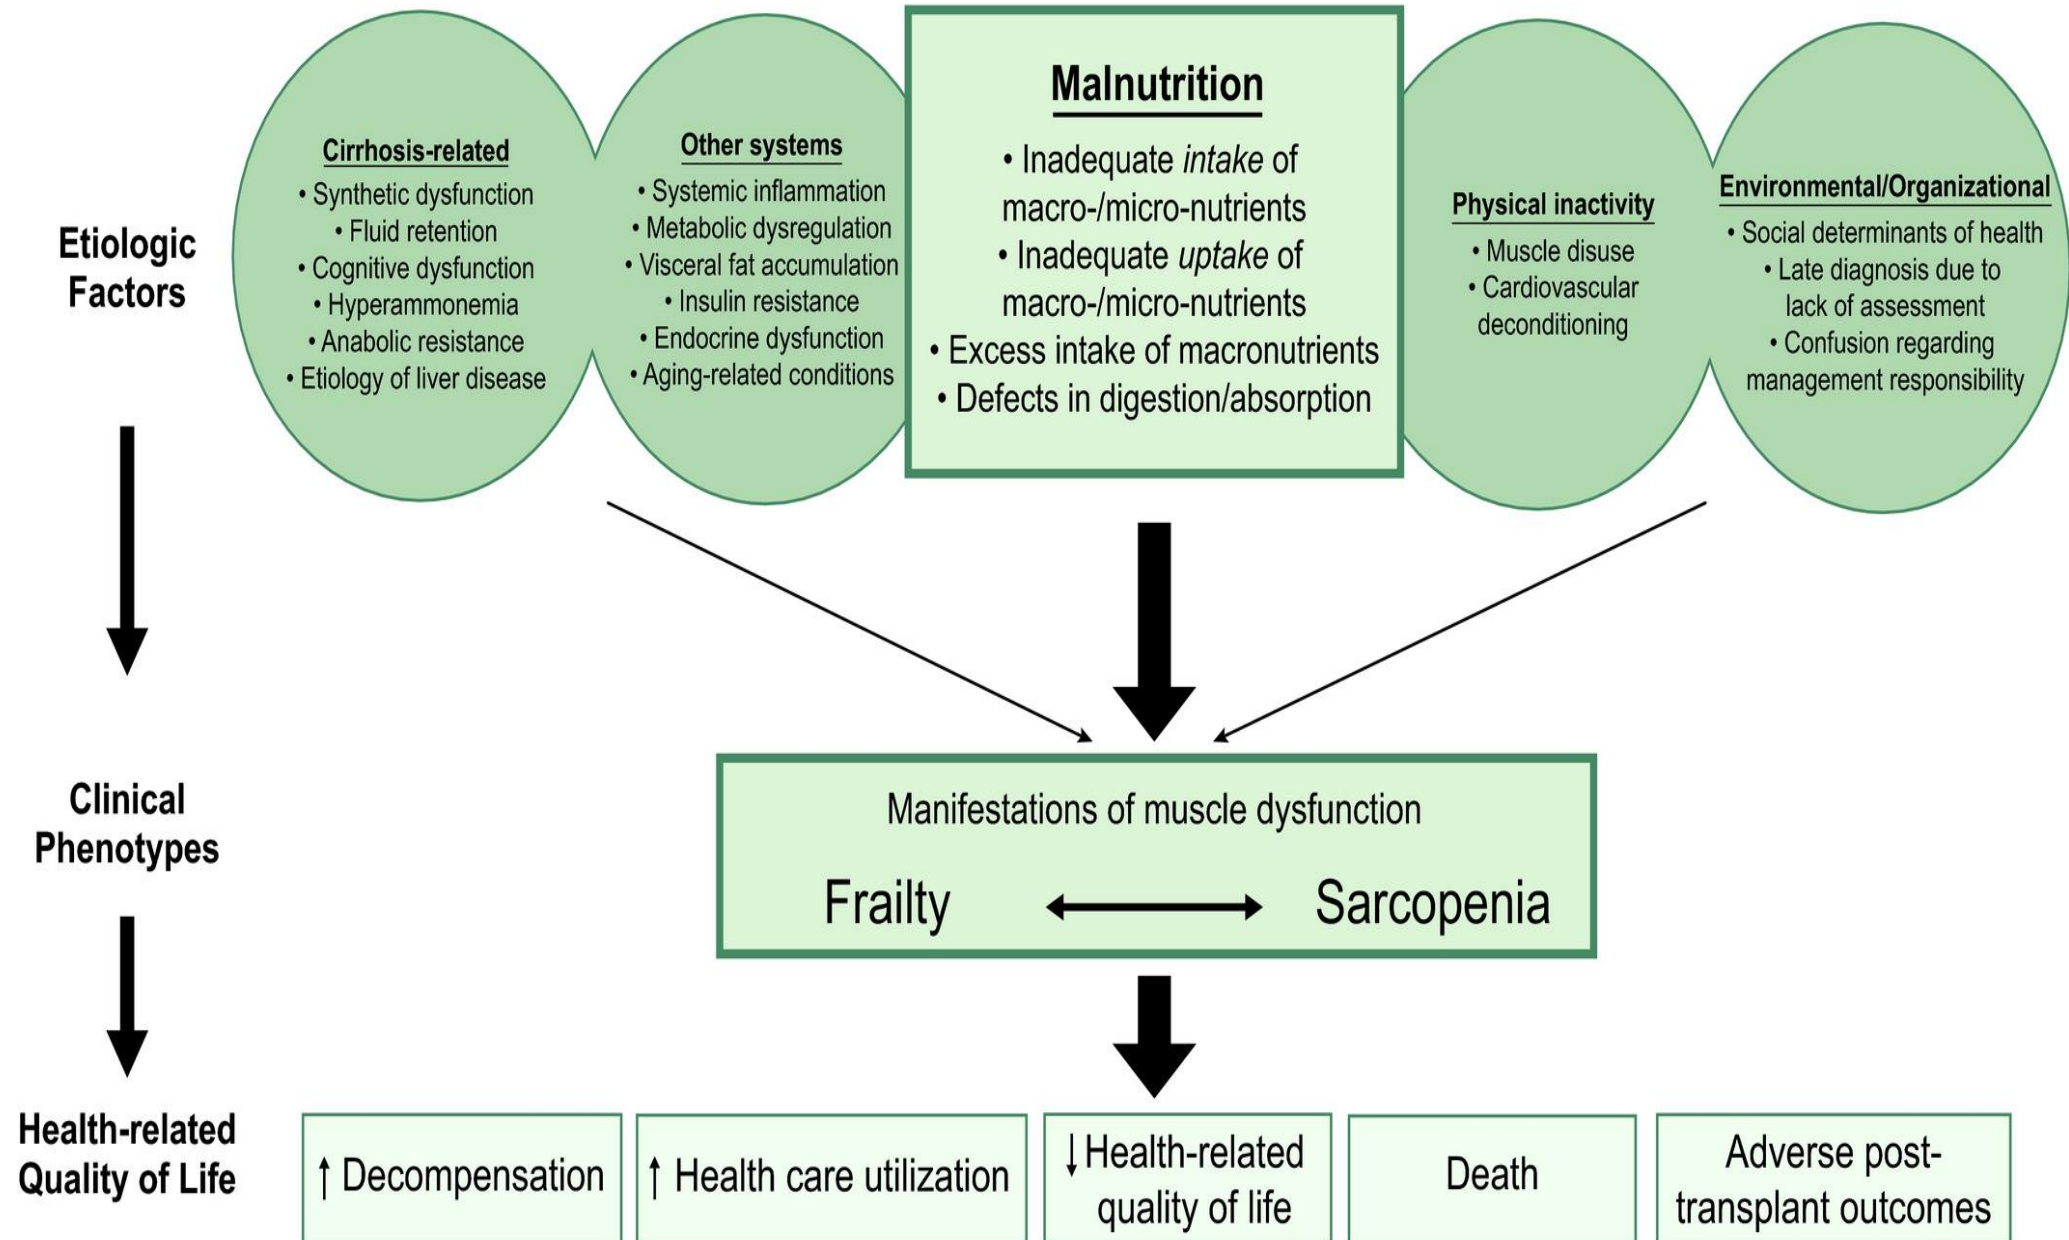 Etiologic
Factors
Cirrhosis-related
• Synthetic dysfunction
• Fluid retention
• Cognitive dysfunction
• Hyperammonemia
• Anabolic resistance
• Etiology of liver disease
Other systems
• Systemic inflammation
• Metabolic dysregulation
• Visceral fat accumulation
• Insulin resistance
• Endocrine dysfunction
• Aging-related conditions
Malnutrition
• Inadequate intake of
macro-/micro-nutrients
• Inadequate uptake of
macro-/micro-nutrients
• Excess intake of macronutrients
• Defects in digestion/absorption
Physical inactivity
• Muscle disuse
• Cardiovascular
deconditioning
Environmental/Organizational
• Social determinants of health
• Late diagnosis due to
lack of assessment
• Confusion regarding
management responsibility
Clinical
Phenotypes
Manifestations of muscle dysfunction
Frailty ↔ Sarcopenia
Health-related
Quality of Life
↑ Decompensation
↑ Health care utilization
↓ Health-related
quality of life
Death
Adverse post-
transplant outcomes